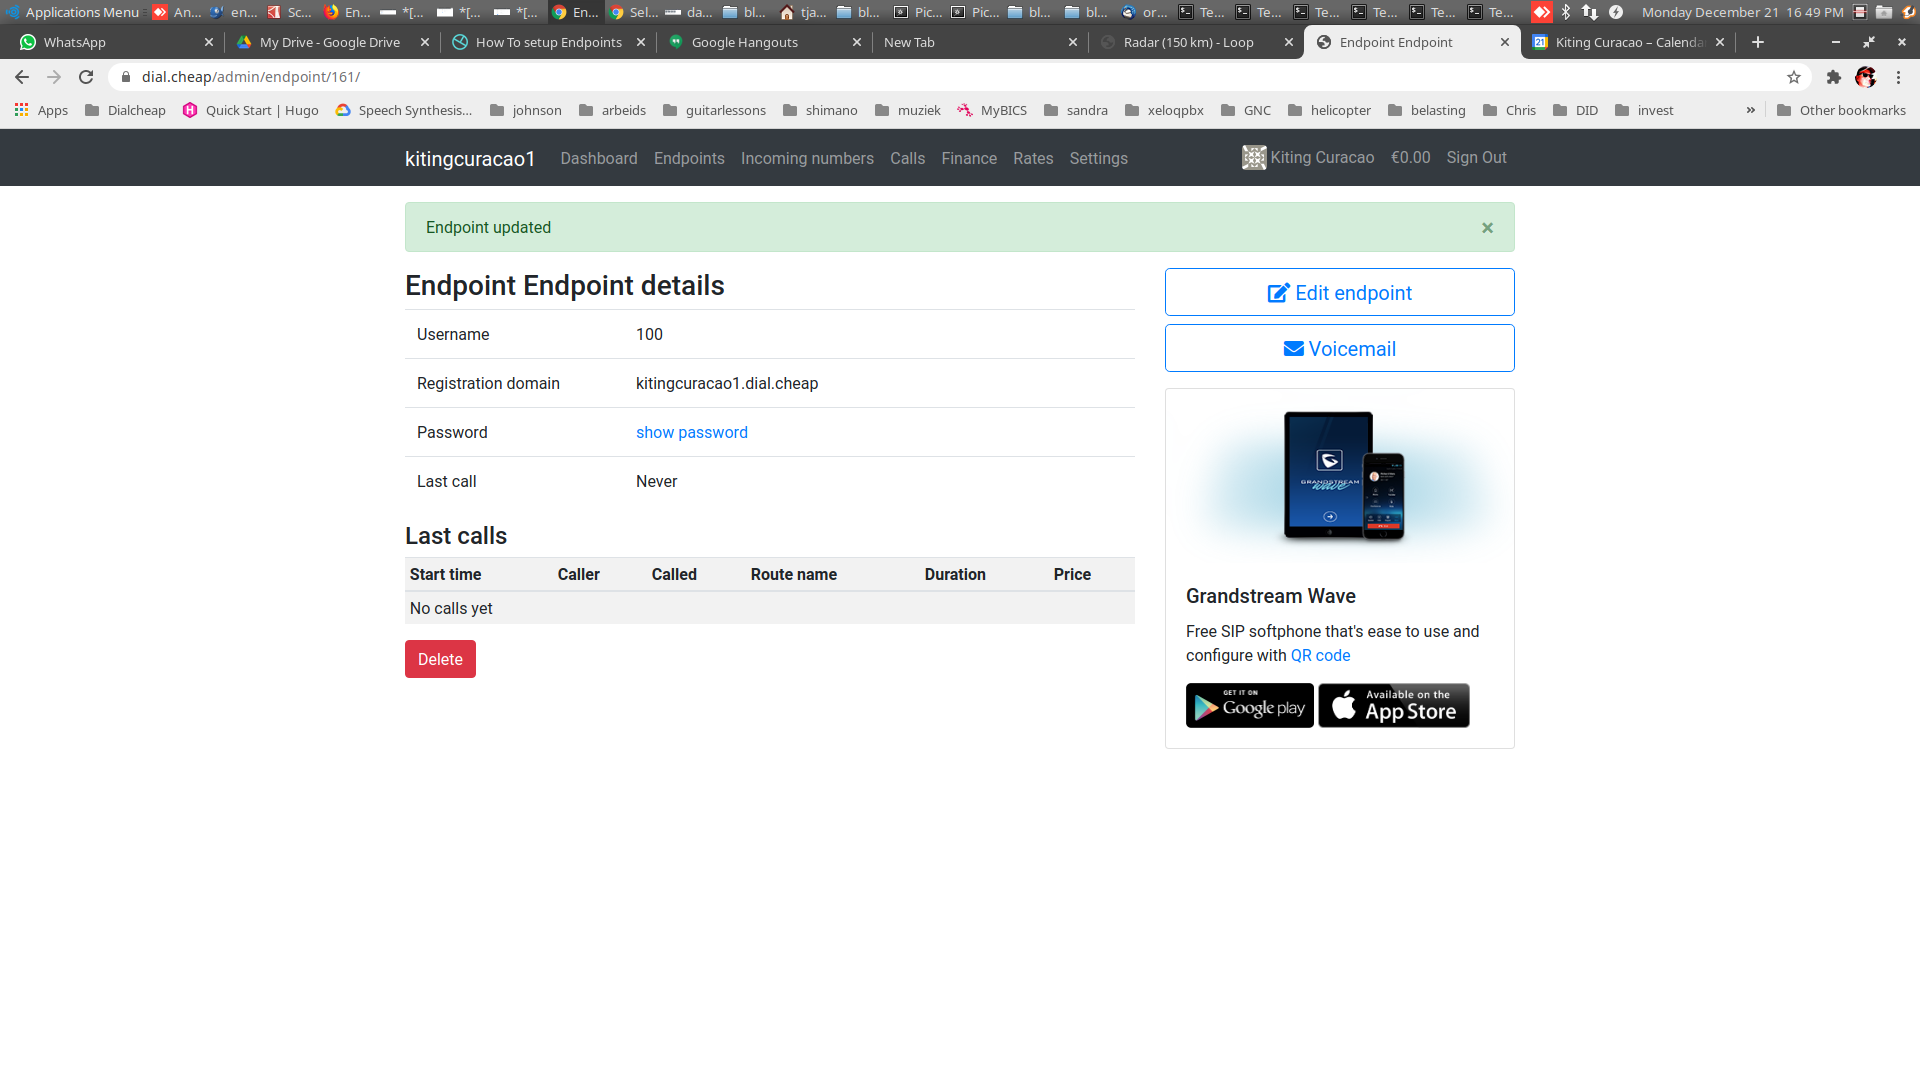 Applications Menu An... en... Sc... En... *[... *[... *[... En... Sel... da... bl... tja... bl... Pic... Pic... bl... bl... or... Te... Te... Te... Te... Te... Te... Monday December 21 16:49 PM
WhatsApp My Drive - Google Drive How To setup Endpoints Google Hangouts New Tab Radar (150 km) - Loop Endpoint Endpoint Kiting Curacao – Calenda
dial.cheap/admin/endpoint/161/
Apps Dialcheap Quick Start | Hugo Speech Synthesis... johnson arbeids guitarlessons shimano muziek MyBICS sandra xeloqpbx GNC helicopter belasting Chris DID invest » Other bookmarks
kitingcuracao1 Dashboard Endpoints Incoming numbers Calls Finance Rates Settings Kiting Curacao €0.00 Sign Out
Endpoint updated ×
Endpoint Endpoint details
Username 100
Registration domain kitingcuracao1.dial.cheap
Password show password
Last call Never
Last calls
Start time Caller Called Route name Duration Price
No calls yet
Delete
Edit endpoint
Voicemail
GRANDSTREAM
wave
Grandstream Wave
Free SIP softphone that's ease to use and
configure with QR code
GET IT ON
Google play
Available on the
App Store